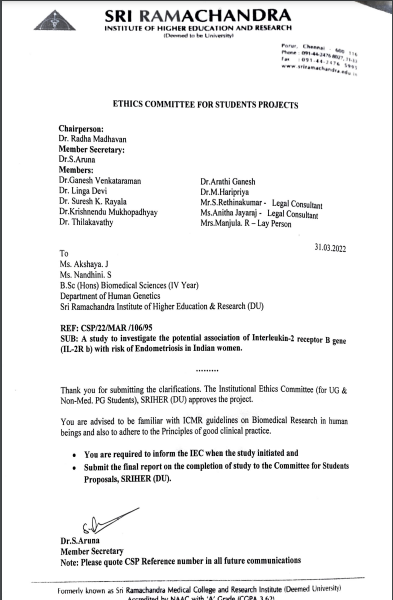 SRI RAMACHANDRA
INSTITUTE OF HIGHER EDUCATION AND RESEARCH
(Deemed to be University)
Porur, Chennai - 600 116
Phone : 091-44-2476 8027, 31-33
Fax : 091-44-2476 5995
www.sriramachandra.edu.in
ETHICS COMMITTEE FOR STUDENTS PROJECTS
Chairperson:
Dr. Radha Madhavan
Member Secretary:
Dr.S.Aruna
Members:
Dr.Ganesh Venkataraman Dr.Arathi Ganesh
Dr. Linga Devi Dr.M.Haripriya
Dr. Suresh K. Rayala Mr.S.Rethinakumar - Legal Consultant
Dr.Krishnendu Mukhopadhyay Ms.Anitha Jayaraj - Legal Consultant
Dr. Thilakavathy Mrs.Manjula. R – Lay Person
31.03.2022
To
Ms. Akshaya. J
Ms. Nandhini. S
B.Sc (Hons) Biomedical Sciences (IV Year)
Department of Human Genetics
Sri Ramachandra Institute of Higher Education & Research (DU)
REF: CSP/22/MAR /106/95
SUB: A study to investigate the potential association of Interleukin-2 receptor B gene
(IL-2R b) with risk of Endometriosis in Indian women.
.........
Thank you for submitting the clarifications. The Institutional Ethics Committee (for UG &
Non-Med. PG Students), SRIHER (DU) approves the project.
You are advised to be familiar with ICMR guidelines on Biomedical Research in human
beings and also to adhere to the Principles of good clinical practice.
• You are required to inform the IEC when the study initiated and
• Submit the final report on the completion of study to the Committee for Students
Proposals, SRIHER (DU).
Dr.S.Aruna
Member Secretary
Note: Please quote CSP Reference number in all future communications
Formerly known as Sri Ramachandra Medical College and Research Institute (Deemed University)
Accredited by NAAC with 'A' Grade (CGPA 3.62)